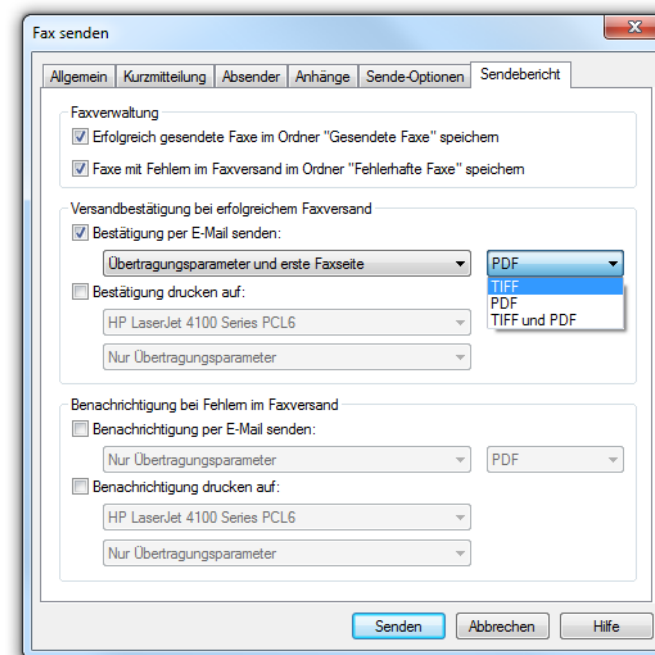 Fax senden
Allgemein Kurzmitteilung Absender Anhänge Sende-Optionen Sendebericht
Faxverwaltung
Erfolgreich gesendete Faxe im Ordner "Gesendete Faxe" speichern
Faxe mit Fehlern im Faxversand im Ordner "Fehlerhafte Faxe" speichern
Versandbestätigung bei erfolgreichem Faxversand
Bestätigung per E-Mail senden:
Übertragungsparameter und erste Faxseite PDF
TIFF
PDF
TIFF und PDF
Bestätigung drucken auf:
HP LaserJet 4100 Series PCL6
Nur Übertragungsparameter
Benachrichtigung bei Fehlern im Faxversand
Benachrichtigung per E-Mail senden:
Nur Übertragungsparameter PDF
Benachrichtigung drucken auf:
HP LaserJet 4100 Series PCL6
Nur Übertragungsparameter
Senden Abbrechen Hilfe